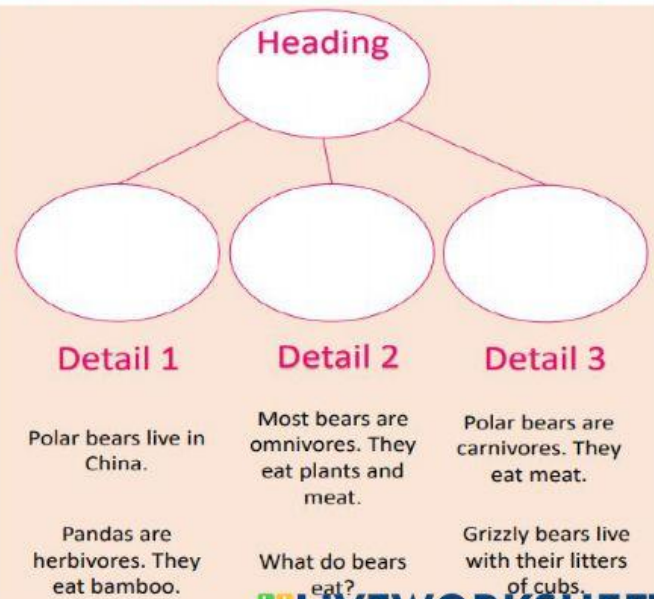 Heading
Detail 1
Detail 2
Detail 3
Polar bears live in
China.
Most bears are
omnivores. They
eat plants and
meat.
Polar bears are
carnivores. They
eat meat.
Pandas are
herbivores. They
eat bamboo.
What do bears
eat?
Grizzly bears live
with their litters
of cubs.